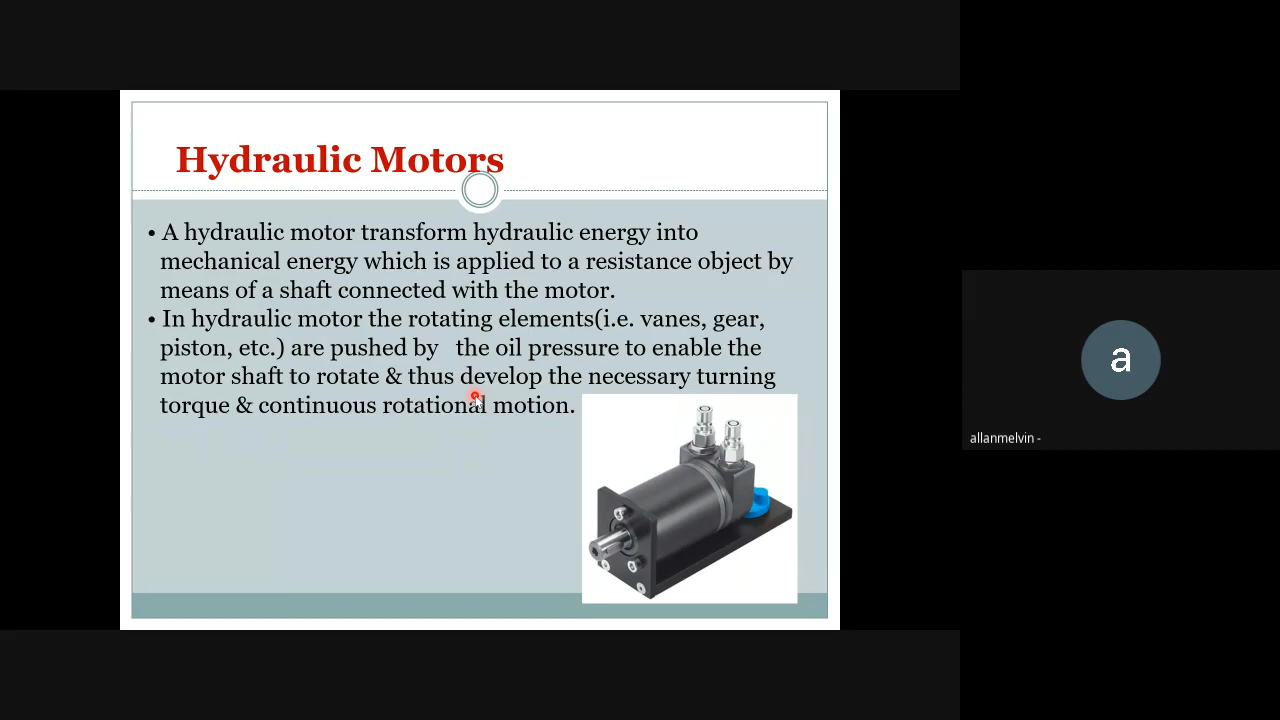 Hydraulic Motors
• A hydraulic motor transform hydraulic energy into
mechanical energy which is applied to a resistance object by
means of a shaft connected with the motor.
• In hydraulic motor the rotating elements(i.e. vanes, gear,
piston, etc.) are pushed by   the oil pressure to enable the
motor shaft to rotate & thus develop the necessary turning
torque & continuous rotational motion.
a
allanmelvin -